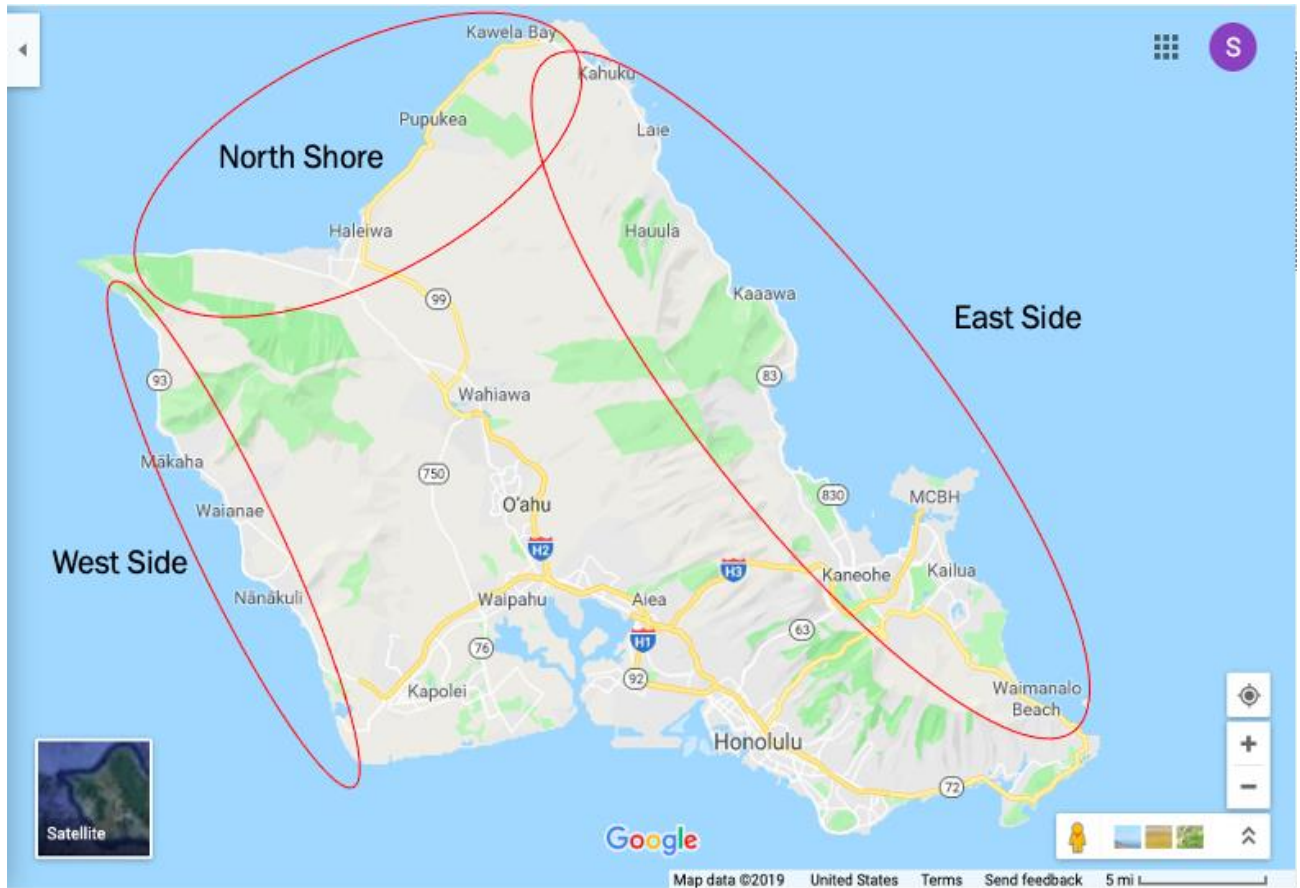 Kawela Bay
S
Kahuku
Pupukea
Laie
North Shore
Haleiwa
Hauula
Kaaawa
99
East Side
93
83
Wahiawa
Mākaha
750
830
MCBH
Waianae
O'ahu
West Side
H2
H3
Kaneohe
Kailua
Nānākuli
Waipahu
Aiea
63
H1
76
92
Kapolei
Waimanalo
Beach
Honolulu
72
Satellite
Google
Map data ©2019 United States Terms Send feedback 5 mi